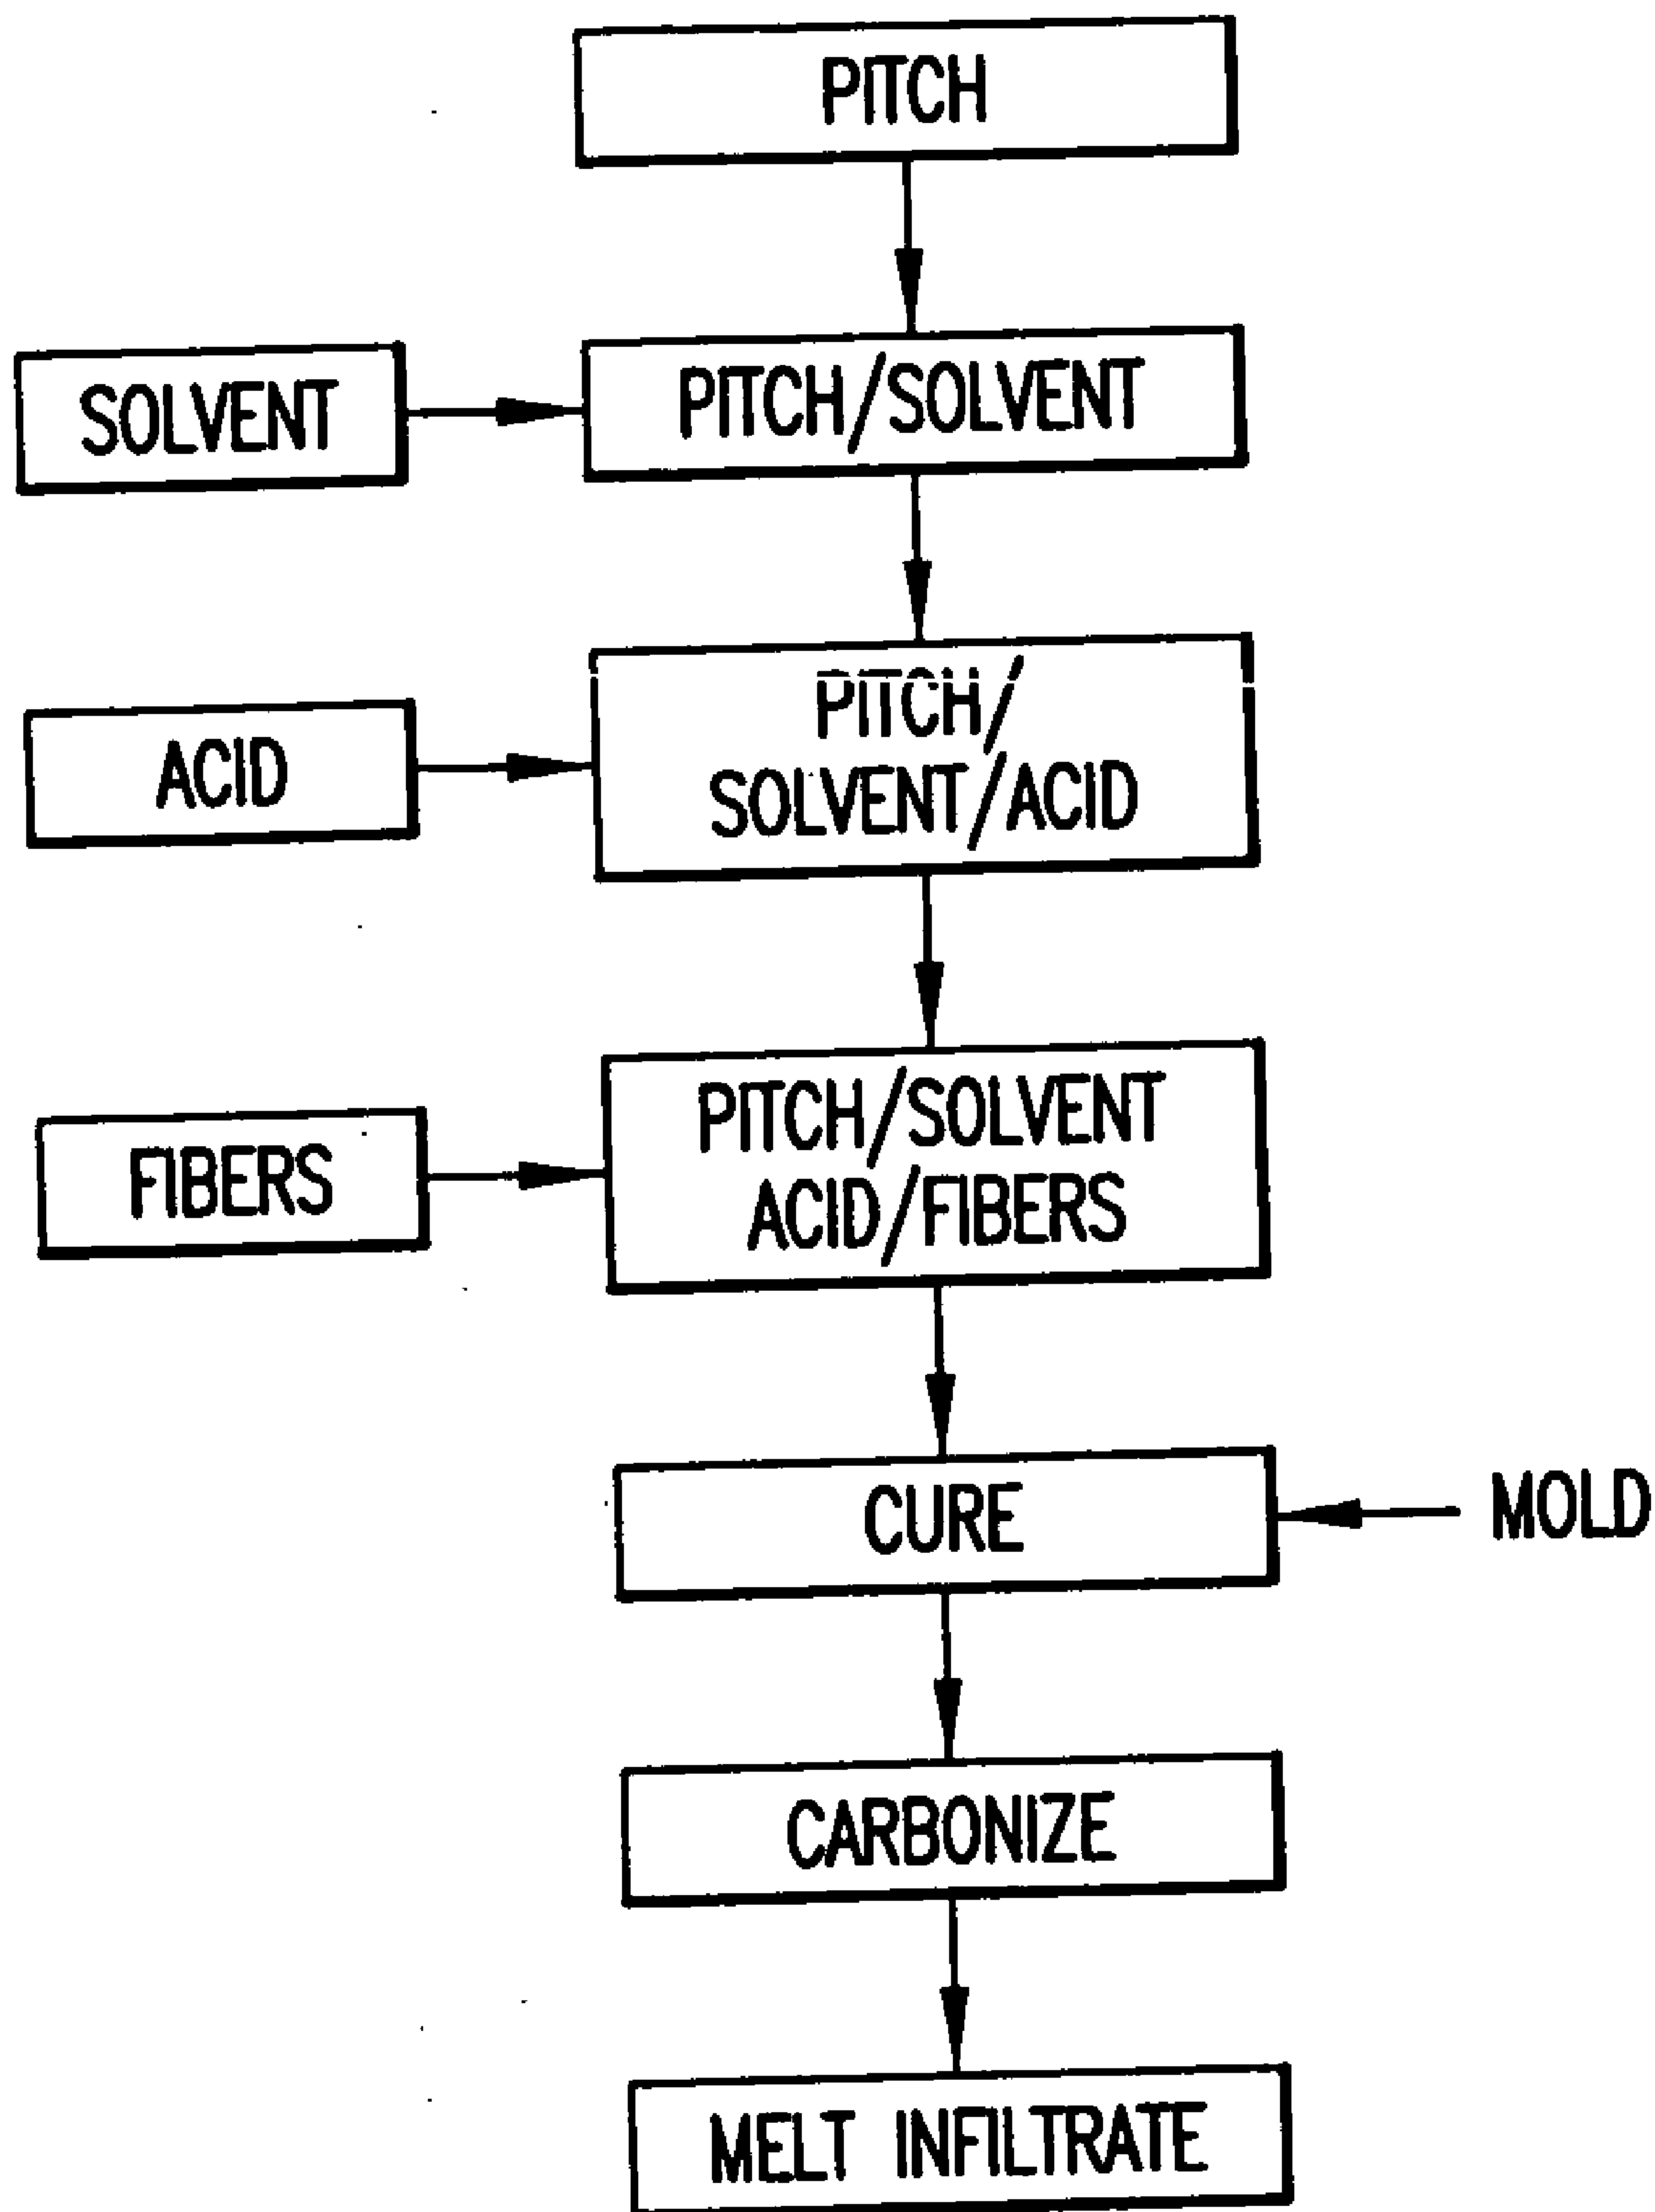 PITCH
SOLVENT
PITCH/SOLVENT
ACID
PITCH/
SOLVENT/ACID
FIBERS
PITCH/SOLVENT
ACID/FIBERS
CURE
MOLD
CARBONIZE
MELT INFILTRATE